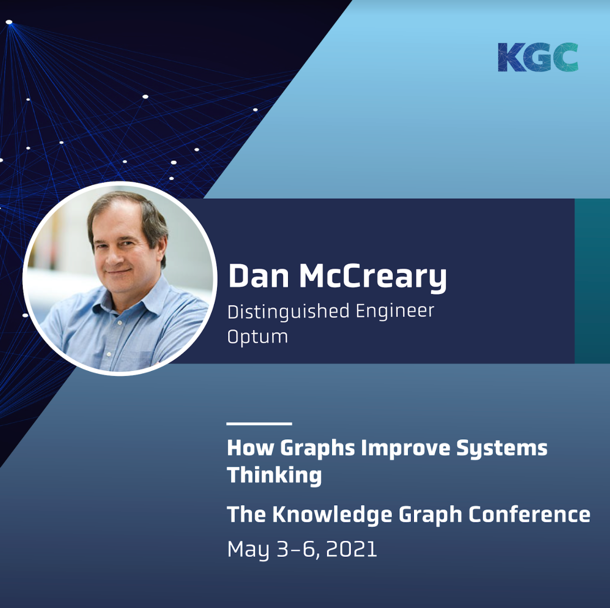 KGC
Dan McCreary
Distinguished Engineer
Optum
How Graphs Improve Systems
Thinking
The Knowledge Graph Conference
May 3–6, 2021